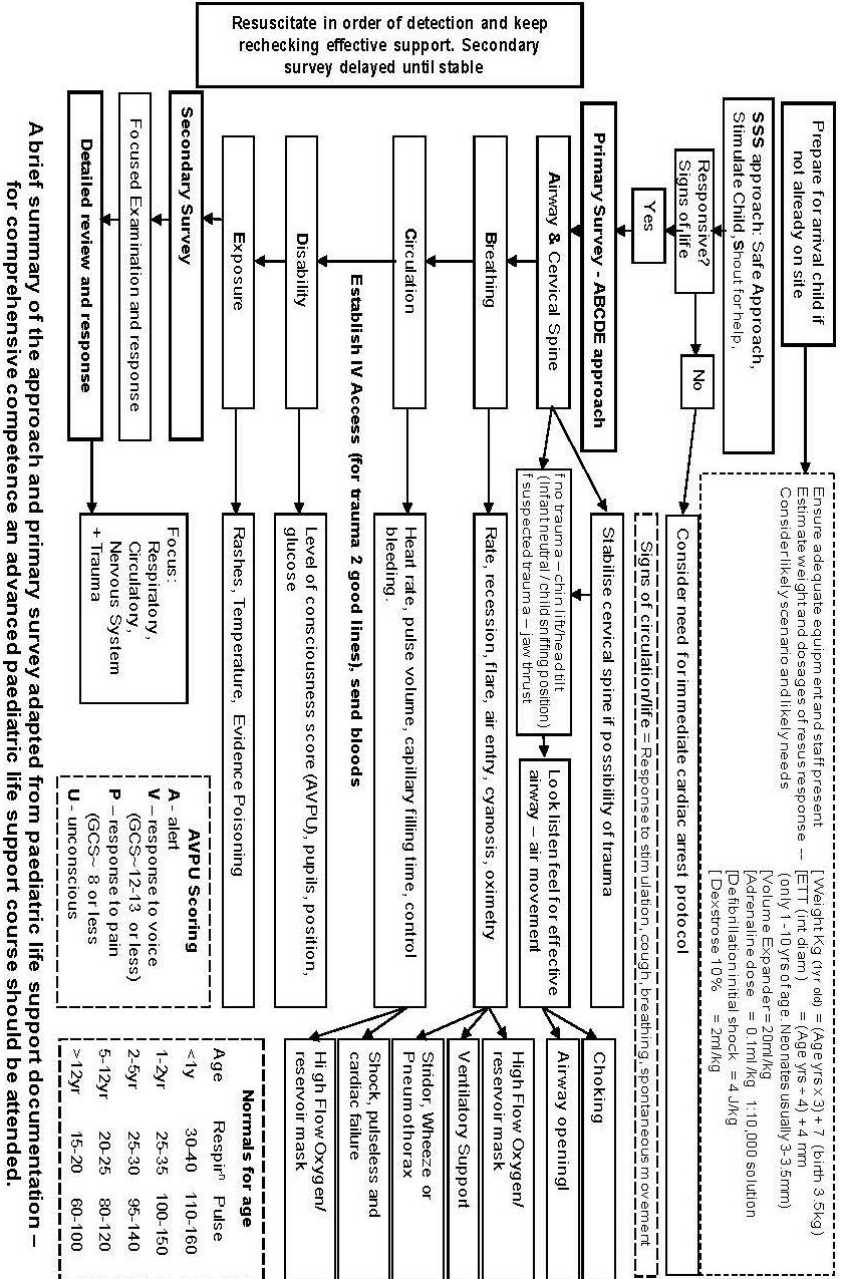 Resuscitate in order of detection and keep
rechecking effective support. Secondary
survey delayed until stable
Prepare for arrival child if
not already on site
Ensure adequate equipment and staff present
Estimate weight and dosages of resus response --
Consider likely scenario and likely needs
[Weight Kg (1yr old) = (Age yrs x 3) + 7 (birth 3.5kg)
[ETT (int diam) = (Age yrs ÷ 4) + 4 mm
(only 1-10 yrs of age. Neonates usually 3-3.5mm)
[Volume Expander = 20ml/kg
[Adrenaline dose = 0.1ml/kg 1:10,000 solution
[Defibrillation initial shock = 4 J/kg
[Dexstrose 10% = 2ml/kg
SSS approach: Safe Approach,
Stimulate Child, Shout for help,
Responsive?
Signs of life
No
Consider need for immediate cardiac arrest protocol
Yes
Signs of circulation/life = Response to stimulation, cough, breathing, spontaneous movement
Primary Survey - ABCDE approach
Airway & Cervical Spine
Stabilise cervical spine if possibility of trauma
f no trauma – chin lift/head tilt
(Infant neutral / child sniffing position)
f suspected trauma – jaw thrust
Look listen feel for effective
airway – air movement
Choking
Airway openingl
Breathing
Rate, recession, flare, air entry, cyanosis, oximetry
High Flow Oxygen/
reservoir mask
Ventilatory Support
Stridor, Wheeze or
Pneumothorax
Circulation
Heart rate, pulse volume, capillary filling time, control
bleeding.
Shock, pulseless and
cardiac failure
High Flow Oxygen/
reservoir mask
Establish IV Access (for trauma 2 good lines), send bloods
Disability
Level of consciousness score (AVPU), pupils, position,
glucose
Exposure
Rashes, Temperature, Evidence Poisoning
Secondary Survey
Focused Examination and response
Detailed review and response
Focus:
Respiratory,
Circulatory,
Nervous System
+ Trauma
AVPU Scoring
A - alert
V – response to voice
(GCS~ 12-13 or less)
P – response to pain
(GCS~ 8 or less)
U - unconscious
Normals for age
Age Respirⁿ Pulse
<1y 30-40 110-160
1-2yr 25-35 100-150
2-5yr 25-30 95-140
5-12yr 20-25 80-120
>12yr 15-20 60-100
A brief summary of the approach and primary survey adapted from paediatric life support documentation –
for comprehensive competence an advanced paediatric life support course should be attended.